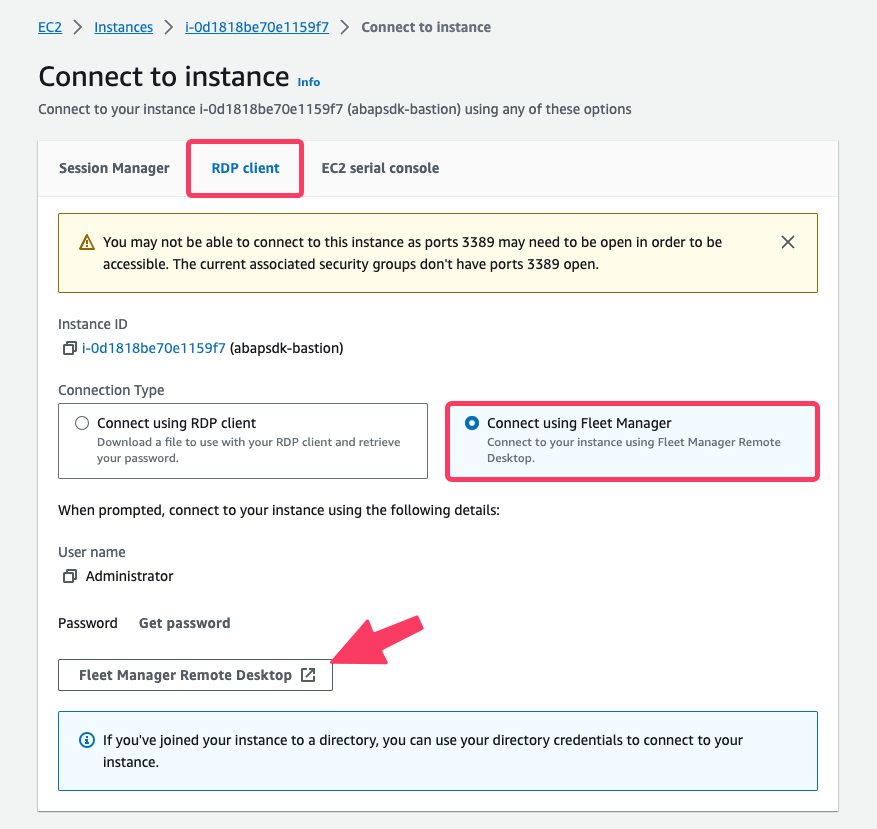 EC2 > Instances > i-0d1818be70e1159f7 > Connect to instance
Connect to instance Info
Connect to your instance i-0d1818be70e1159f7 (abapsdk-bastion) using any of these options
Session Manager RDP client EC2 serial console
You may not be able to connect to this instance as ports 3389 may need to be open in order to be
accessible. The current associated security groups don't have ports 3389 open.
Instance ID
i-0d1818be70e1159f7 (abapsdk-bastion)
Connection Type
Connect using RDP client
Download a file to use with your RDP client and retrieve
your password.
Connect using Fleet Manager
Connect to your instance using Fleet Manager Remote
Desktop.
When prompted, connect to your instance using the following details:
User name
Administrator
Password Get password
Fleet Manager Remote Desktop
If you've joined your instance to a directory, you can use your directory credentials to connect to your
instance.